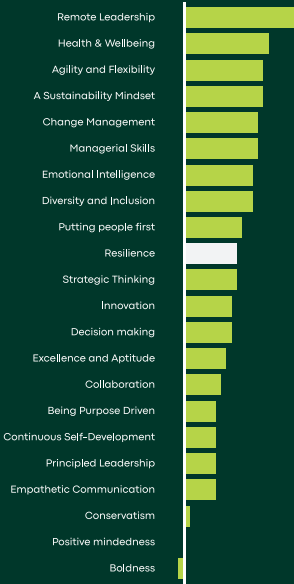 Remote Leadership
Health & Wellbeing
Agility and Flexibility
A Sustainability Mindset
Change Management
Managerial Skills
Emotional Intelligence
Diversity and Inclusion
Putting people first
Resilience
Strategic Thinking
Innovation
Decision making
Excellence and Aptitude
Collaboration
Being Purpose Driven
Continuous Self-Development
Principled Leadership
Empathetic Communication
Conservatism
Positive mindedness
Boldness